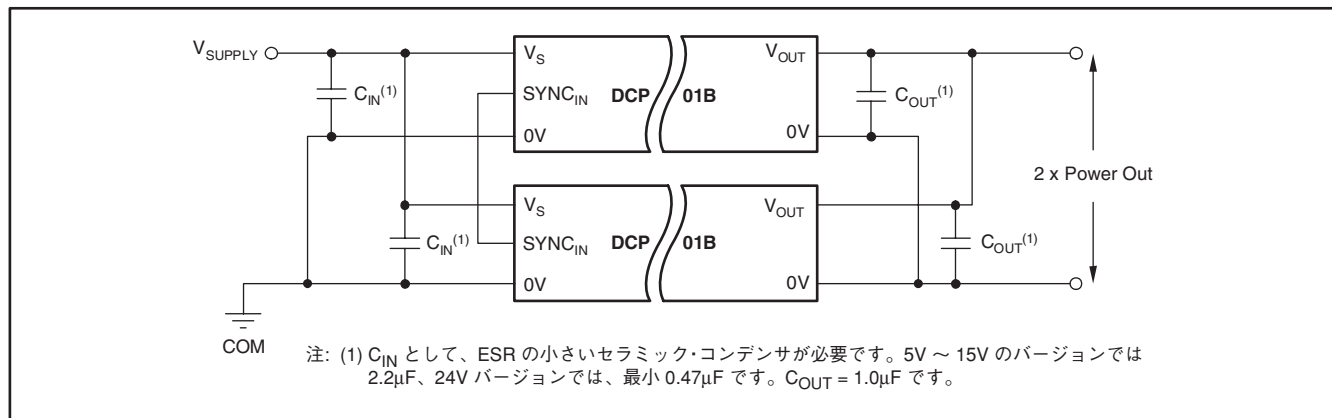 V_SUPPLY
C_IN(1)
V_S
SYNC_IN
0V
DCP 01B
V_OUT
0V
C_OUT(1)
2 x Power Out
C_IN(1)
V_S
SYNC_IN
0V
DCP 01B
V_OUT
0V
C_OUT(1)
COM
注: (1) C_IN として、ESR の小さいセラミック・コンデンサが必要です。5V ~ 15V のバージョンでは
2.2μF、24V バージョンでは、最小 0.47μF です。C_OUT = 1.0μF です。